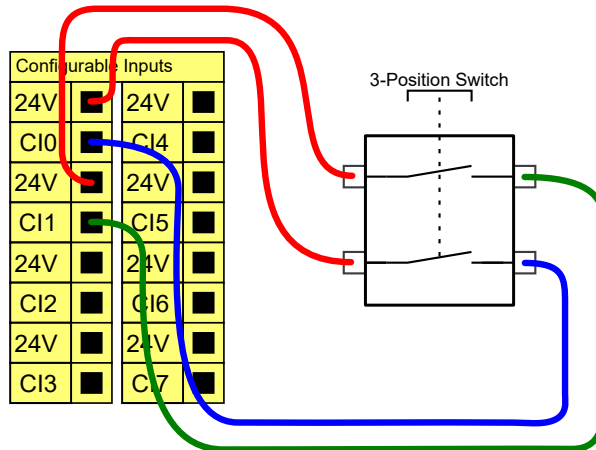 Configurable Inputs
24V 24V
CI0 CI4
24V 24V
CI1 CI5
24V 24V
CI2 CI6
24V 24V
CI3 CI7
3-Position Switch